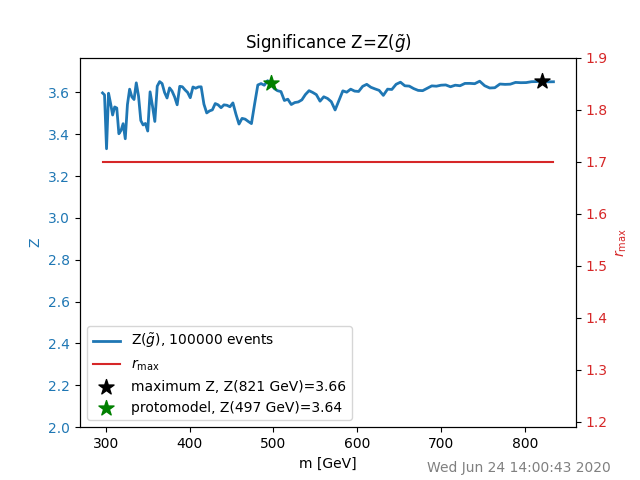 Significance Z=Z(g̃)
3.6
3.4
3.2
3.0
2.8
2.6
2.4
2.2
2.0
Z
1.9
1.8
1.7
1.6
1.5
1.4
1.3
1.2
r_max
Z(g̃), 100000 events
r_max
maximum Z, Z(821 GeV)=3.66
protomodel, Z(497 GeV)=3.64
300 400 500 600 700 800
m [GeV]
Wed Jun 24 14:00:43 2020